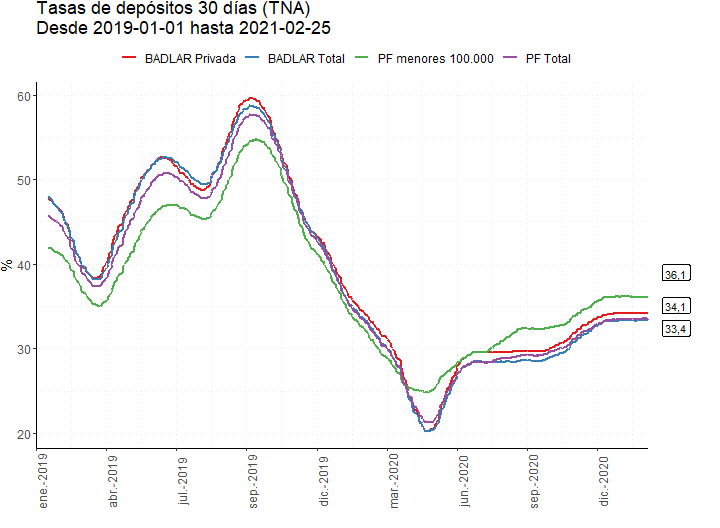 Tasas de depósitos 30 días (TNA)
Desde 2019-01-01 hasta 2021-02-25
BADLAR Privada BADLAR Total PF menores 100.000 PF Total
%
60
50
40
30
20
36,1
34,1
33,4
ene.-2019
abr.-2019
jul.-2019
sep.-2019
dic.-2019
mar.-2020
jun.-2020
sep.-2020
dic.-2020